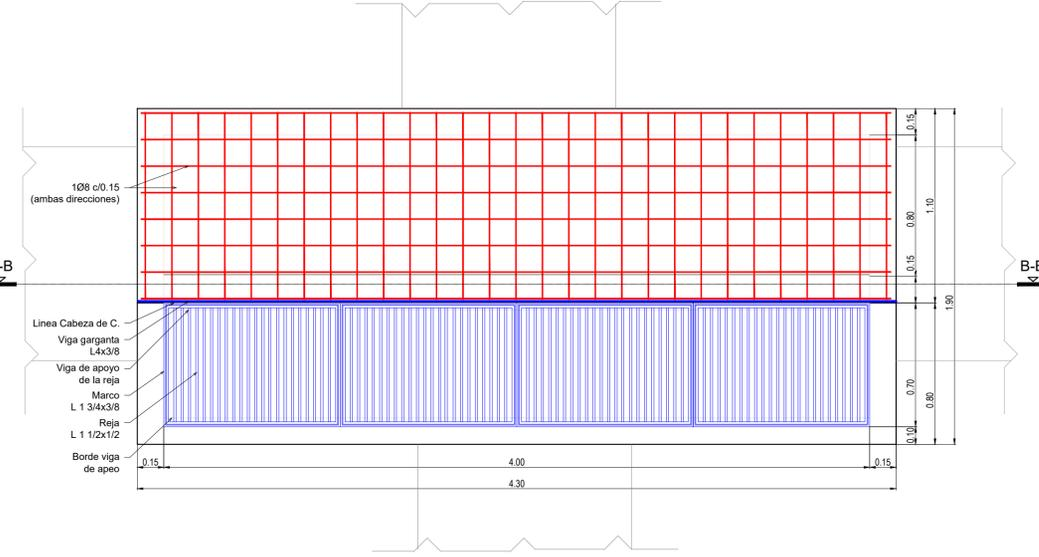 1Ø8 c/0.15
(ambas direcciones)
-B
B-B
Linea Cabeza de C.
Viga garganta
L4x3/8
Viga de apoyo
de la reja
Marco
L 1 3/4x3/8
Reja
L 1 1/2x1/2
Borde viga
de apeo
0.15
0.80
0.15
1.10
1.90
0.70
0.10
0.80
0.15
4.00
0.15
4.30